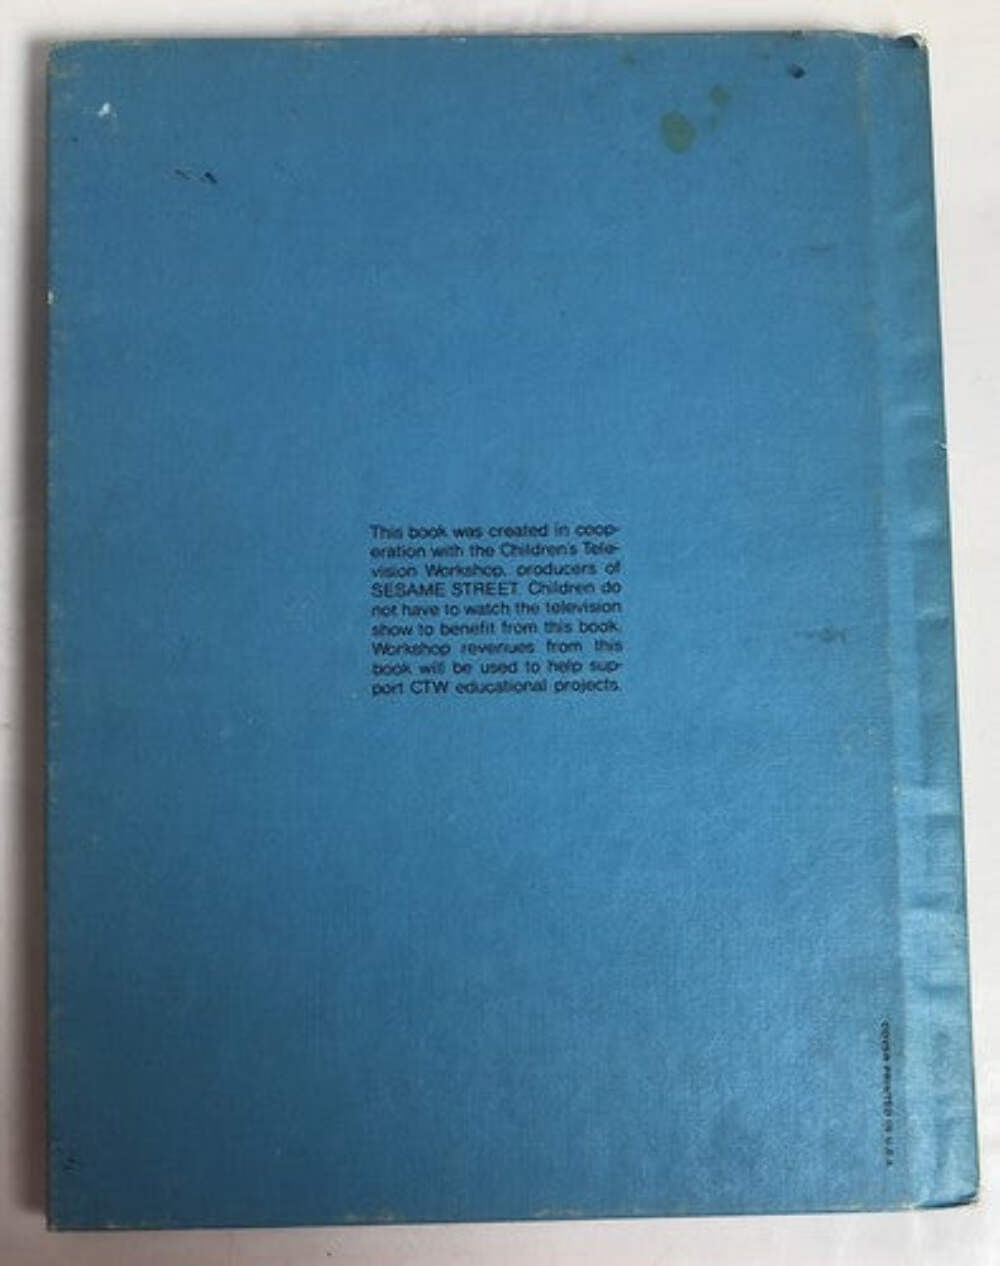 This book was created in coop-
eration with the Children's Tele-
vision Workshop, producers of
SESAME STREET. Children do
not have to watch the television
show to benefit from this book.
Workshop revenues from this
book will be used to help sup-
port CTW educational projects.
COVER PRINTED IN U.S.A.